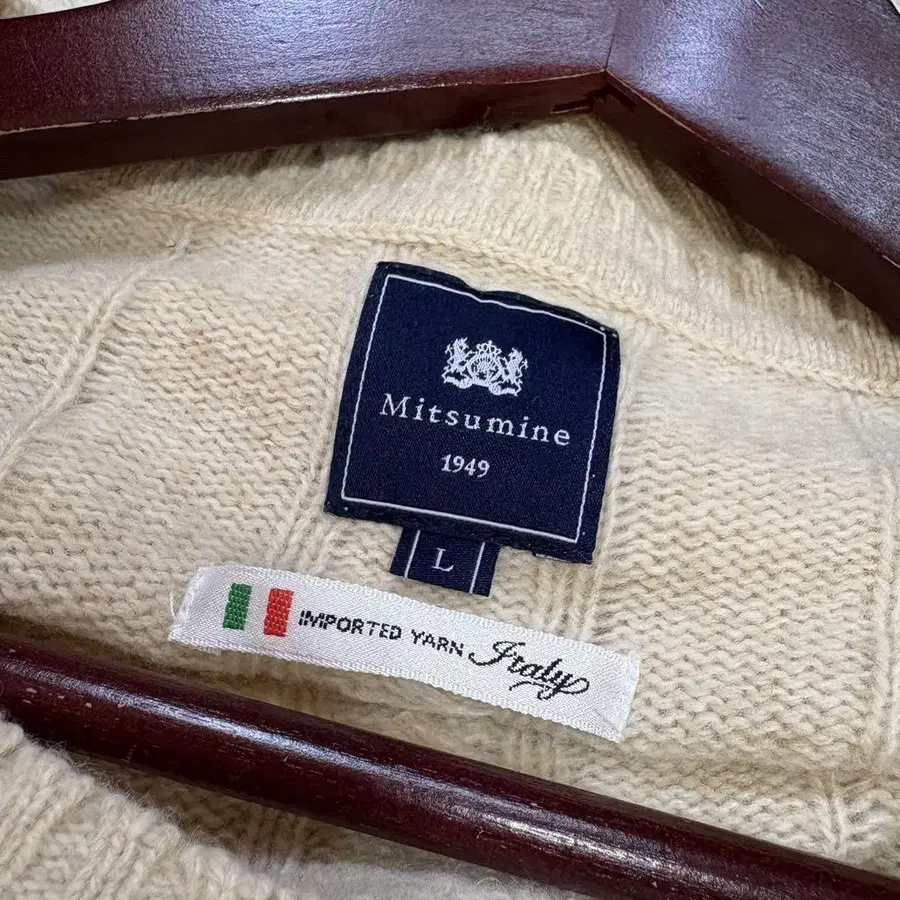 Mitsumine
1949
L
IMPORTED YARN Italy